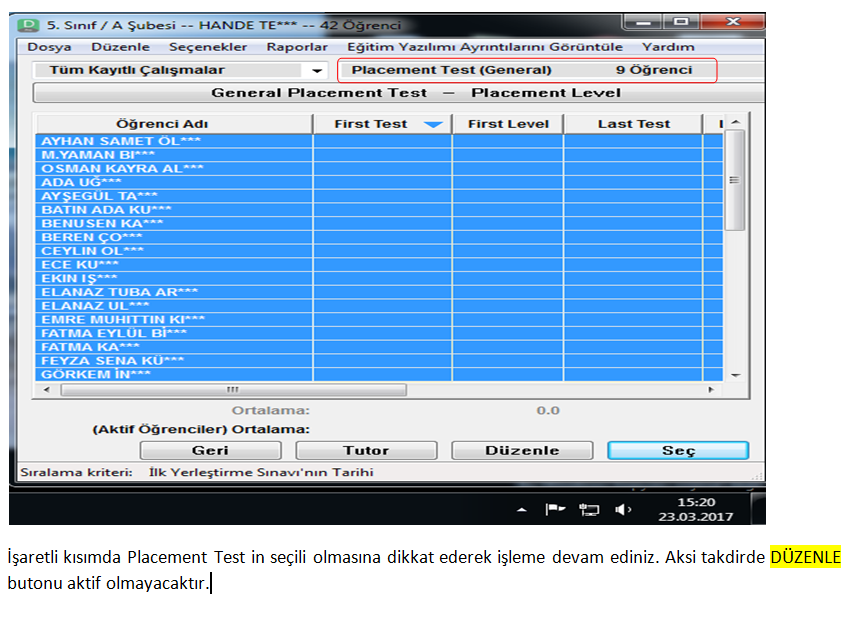 5. Sınıf / A Şubesi -- HANDE TE*** -- 42 Öğrenci
Dosya Düzenle Seçenekler Raporlar Eğitim Yazılımı Ayrıntılarını Görüntüle Yardım
Tüm Kayıtlı Çalışmalar Placement Test (General) 9 Öğrenci
General Placement Test – Placement Level
Öğrenci Adı First Test First Level Last Test
AYHAN SAMET ÖL***
M.YAMAN BI***
OSMAN KAYRA AL***
ADA UĞ***
AYŞEGÜL TA***
BATIN ADA KU***
BENUSEN KA***
BEREN ÇO***
CEYLIN OL***
ECE KU***
EKIN IŞ***
ELANAZ TUBA AR***
ELANAZ UL***
EMRE MUHITTIN KI***
FATMA EYLÜL Bİ***
FATMA KA***
FEYZA SENA KÜ***
GÖRKEM İN***
Ortalama: 0.0
(Aktif Öğrenciler) Ortalama:
Geri Tutor Düzenle Seç
Sıralama kriteri: İlk Yerleştirme Sınavı'nın Tarihi
15:20
23.03.2017
İşaretli kısımda Placement Test in seçili olmasına dikkat ederek işleme devam ediniz. Aksi takdirde DÜZENLE
butonu aktif olmayacaktır.